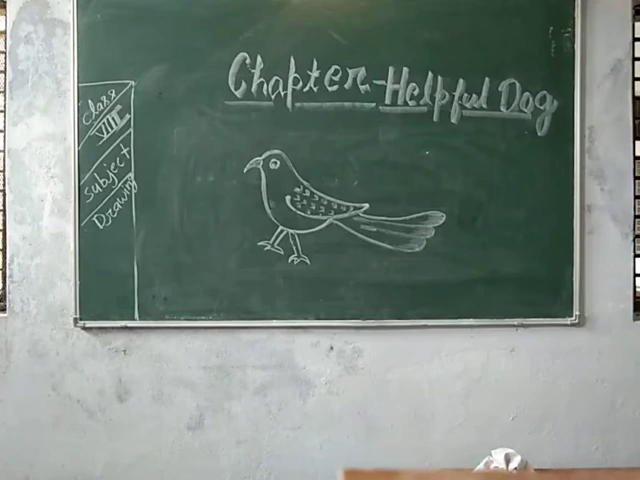 Chapter-Helpful Dog
Class
VIII
Subject
Drawing